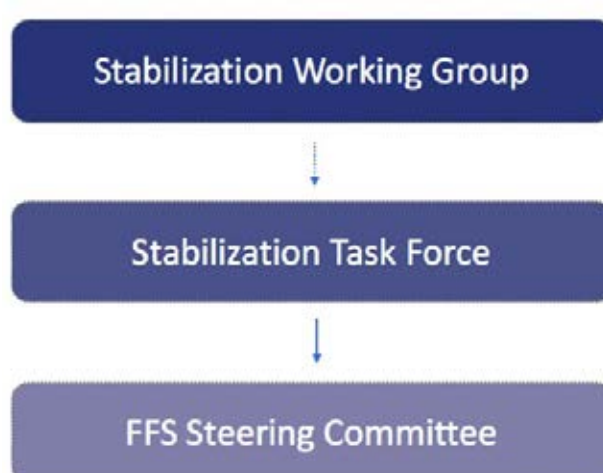 Stabilization Working Group
Stabilization Task Force
FFS Steering Committee